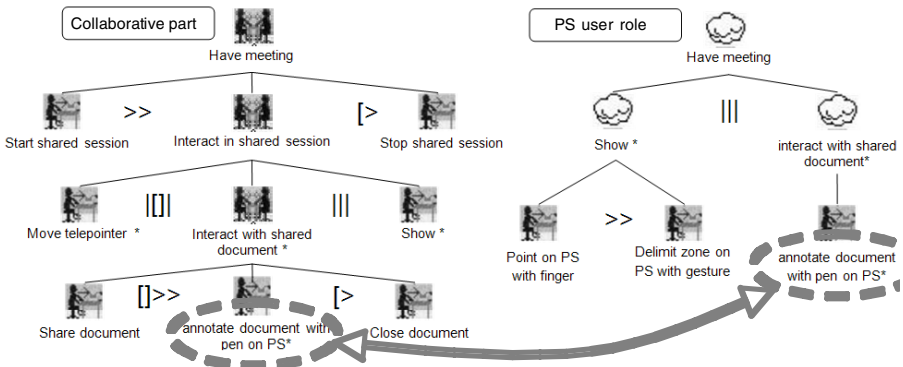 Collaborative part
PS user role
Have meeting
Have meeting
Start shared session
>>
Interact in shared session
[>
Stop shared session
Show *
|||
interact with shared
document*
Move telepointer *
|[]|
Interact with shared
document *
|||
Show *
Point on PS
with finger
>>
Delimit zone on
PS with gesture
annotate document
with pen on PS*
Share document
[]>>
annotate document with
pen on PS*
[>
Close document